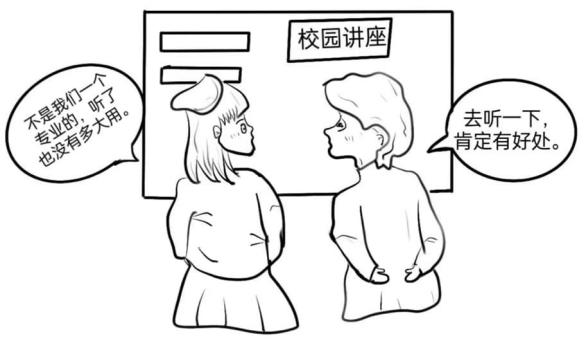 校园讲座
不是我们一个
专业的，听了
也没有多大用。
去听一下，
肯定有好处。